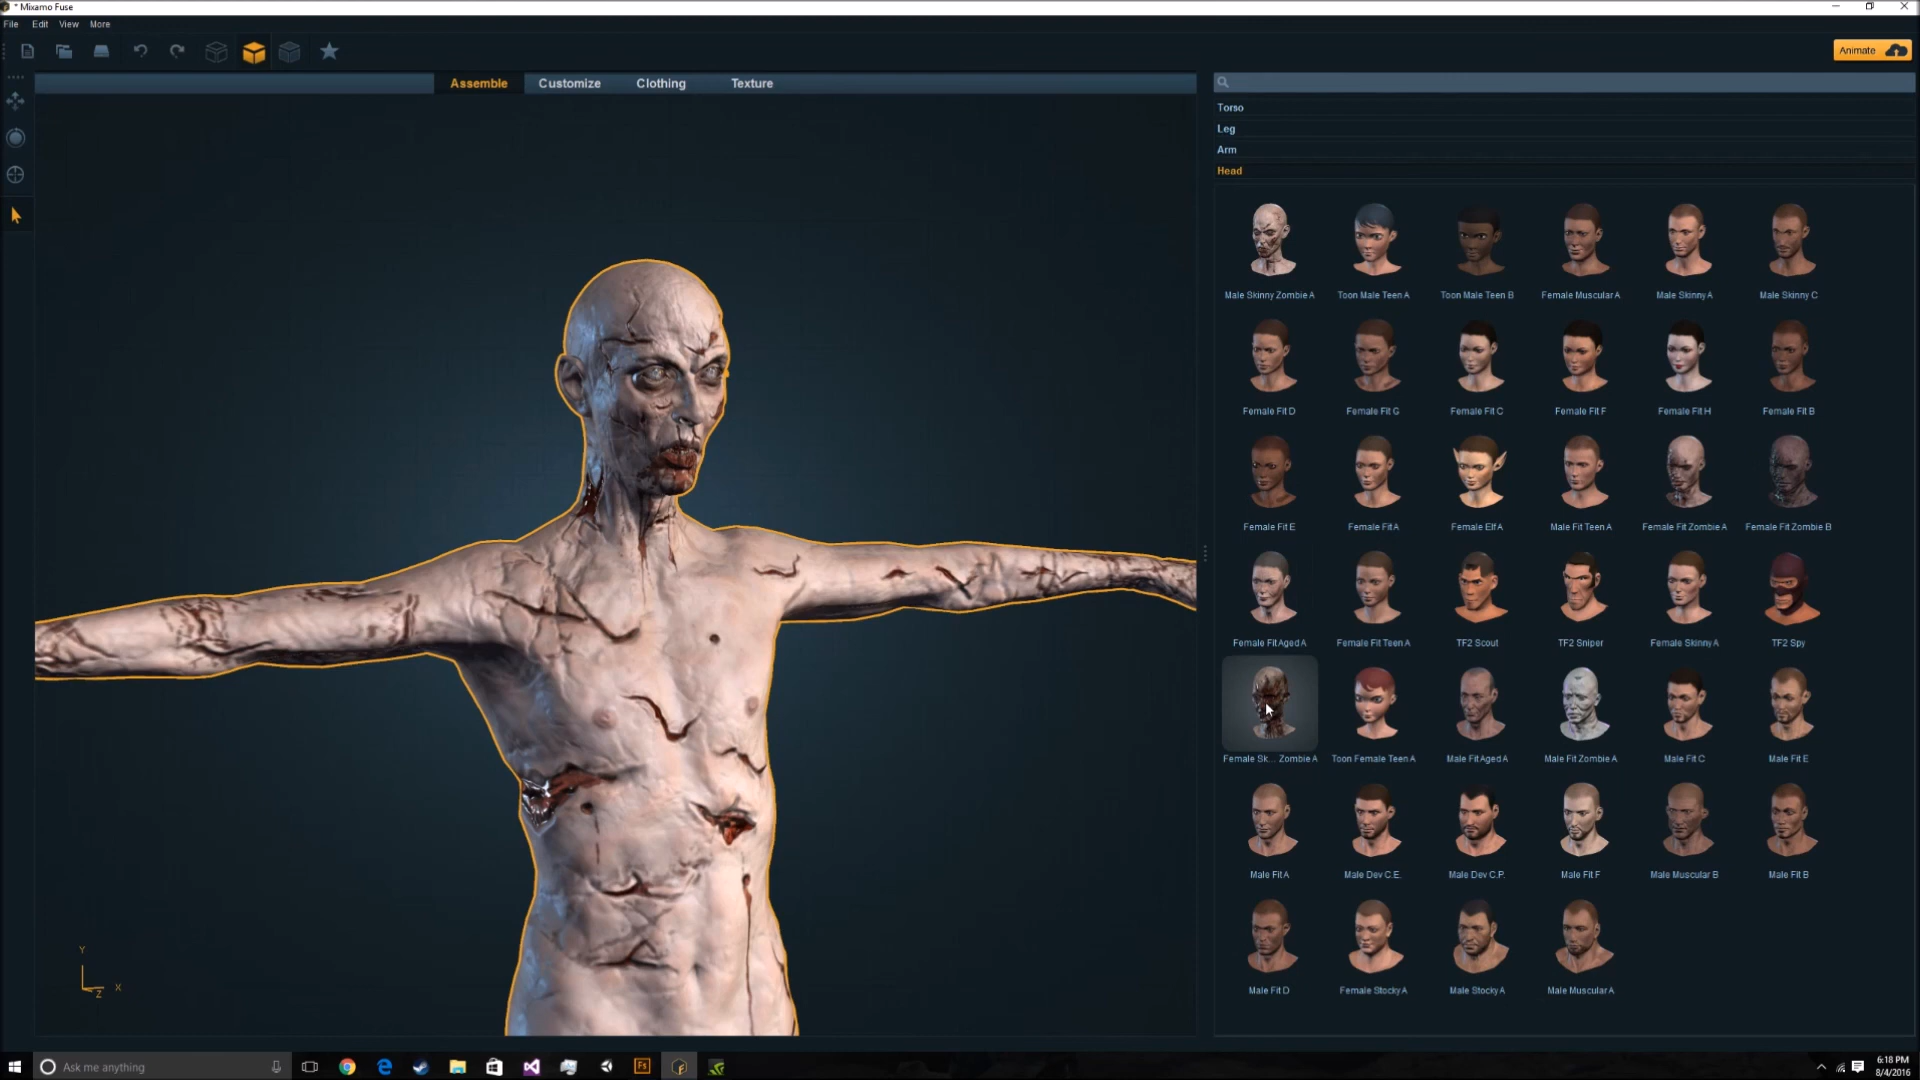 * Mixamo Fuse
File Edit View More
Animate
Assemble Customize Clothing Texture
Torso
Leg
Arm
Head
Male Skinny Zombie A Toon Male Teen A Toon Male Teen B Female Muscular A Male Skinny A Male Skinny C
Female Fit D Female Fit G Female Fit C Female Fit F Female Fit H Female Fit B
Female Fit E Female Fit A Female Elf A Male Fit Teen A Female Fit Zombie A Female Fit Zombie B
Female Fit Aged A Female Fit Teen A TF2 Scout TF2 Sniper Female Skinny A TF2 Spy
Female Sk... Zombie A Toon Female Teen A Male Fit Aged A Male Fit Zombie A Male Fit C Male Fit E
Male Fit A Male Dev C.E. Male Dev C.P. Male Fit F Male Muscular B Male Fit B
Male Fit D Female Stocky A Male Stocky A Male Muscular A
Y
Z X
Ask me anything
Fs
6:18 PM
8/4/2016